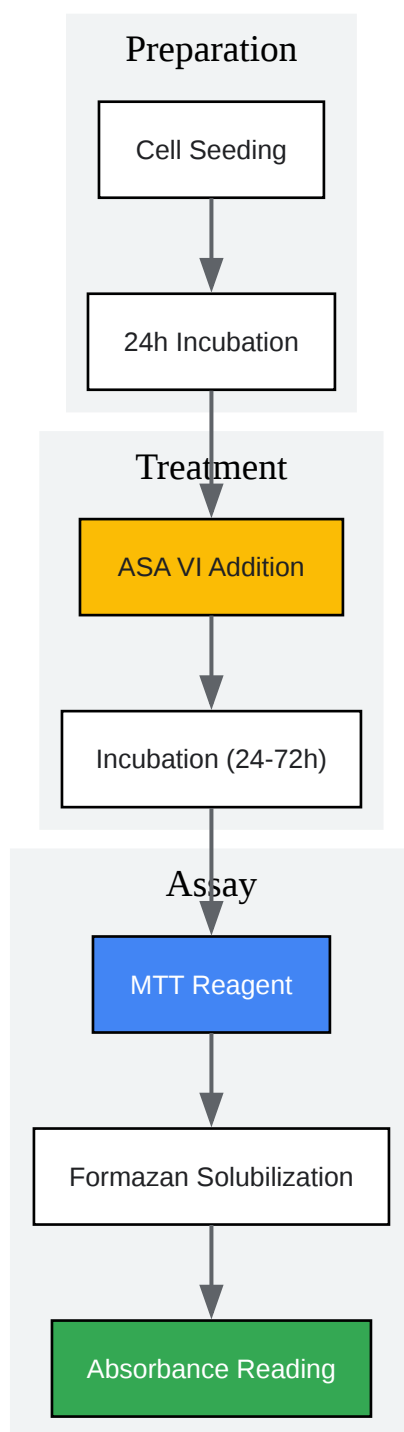 Preparation
Cell Seeding
24h Incubation
Treatment
ASA VI Addition
Incubation (24-72h)
Assay
MTT Reagent
Formazan Solubilization
Absorbance Reading